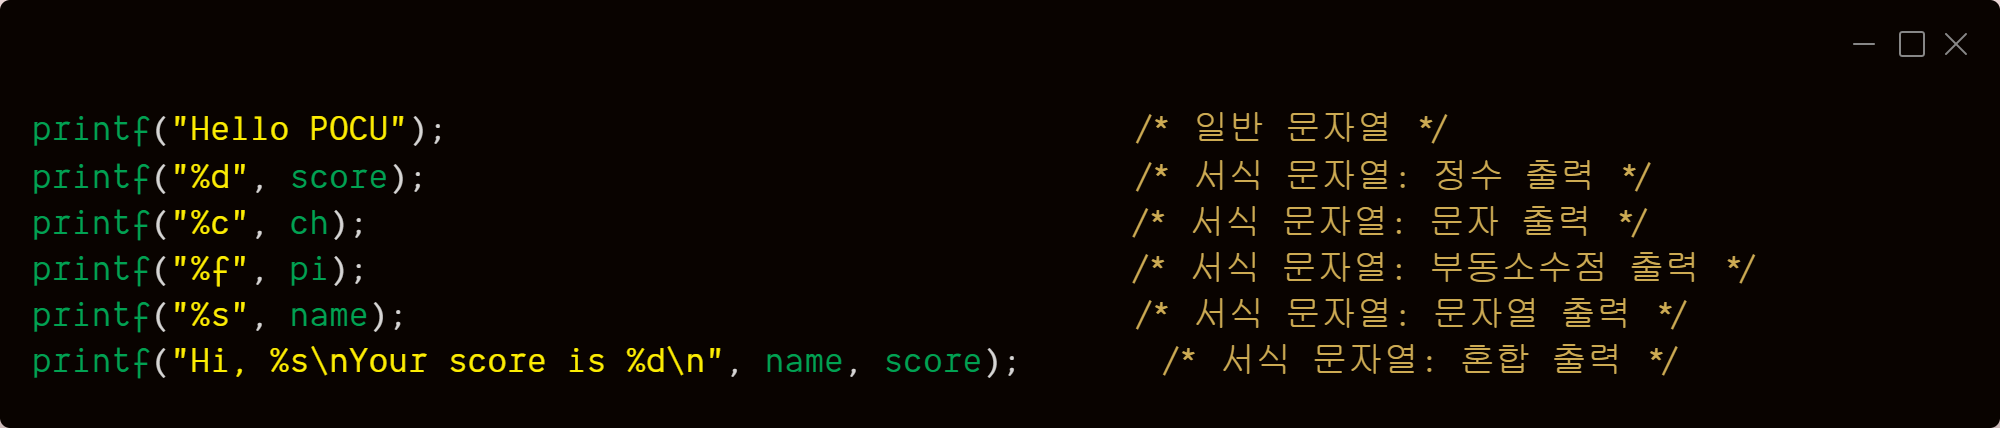 printf("Hello POCU"); /* 일반 문자열 */
printf("%d", score); /* 서식 문자열: 정수 출력 */
printf("%c", ch); /* 서식 문자열: 문자 출력 */
printf("%f", pi); /* 서식 문자열: 부동소수점 출력 */
printf("%s", name); /* 서식 문자열: 문자열 출력 */
printf("Hi, %s\nYour score is %d\n", name, score); /* 서식 문자열: 혼합 출력 */